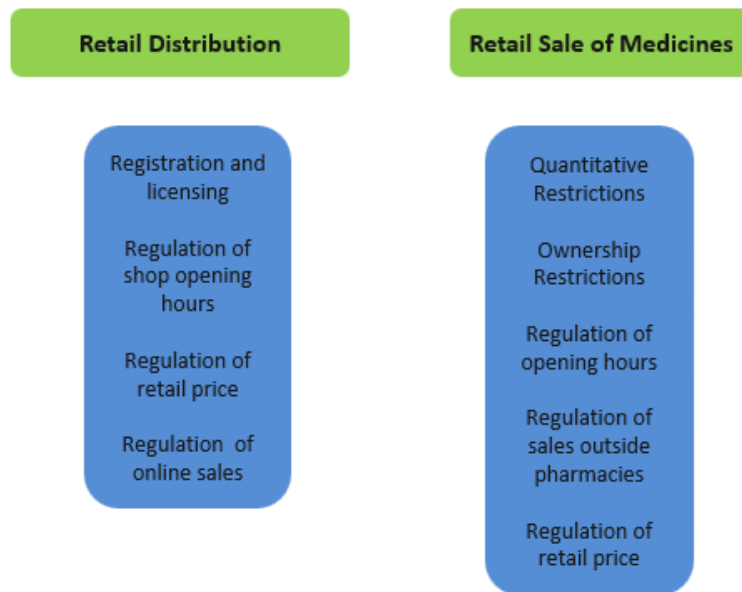 Retail Distribution
Registration and
licensing
Regulation of
shop opening
hours
Regulation of
retail price
Regulation of
online sales
Retail Sale of Medicines
Quantitative
Restrictions
Ownership
Restrictions
Regulation of
opening hours
Regulation of
sales outside
pharmacies
Regulation of
retail price